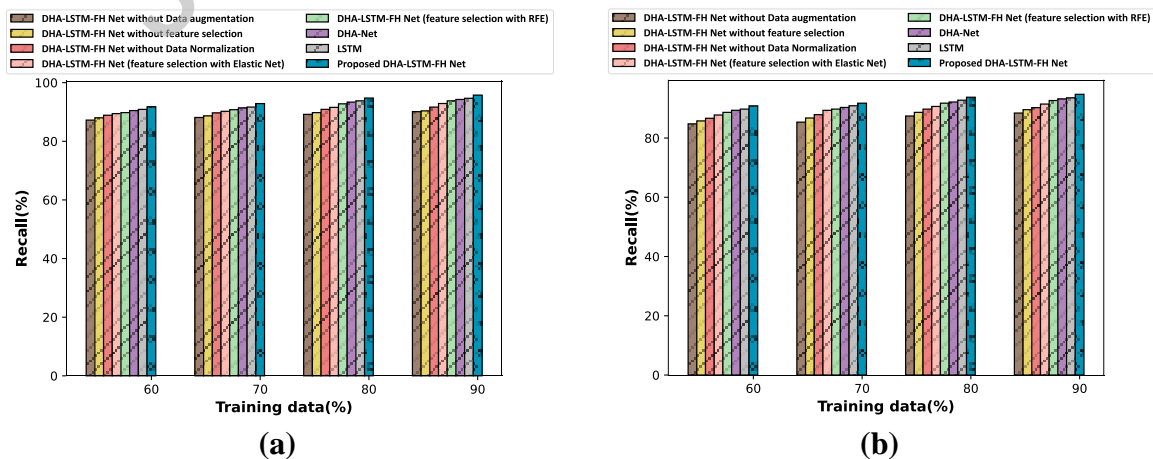 DHA-LSTM-FH Net without Data augmentation
DHA-LSTM-FH Net without feature selection
DHA-LSTM-FH Net without Data Normalization
DHA-LSTM-FH Net (feature selection with Elastic Net)
DHA-LSTM-FH Net (feature selection with RFE)
DHA-Net
LSTM
Proposed DHA-LSTM-FH Net
100
80
60
40
20
0
Recall(%)
60 70 80 90
Training data(%)
(a)
DHA-LSTM-FH Net without Data augmentation
DHA-LSTM-FH Net without feature selection
DHA-LSTM-FH Net without Data Normalization
DHA-LSTM-FH Net (feature selection with Elastic Net)
DHA-LSTM-FH Net (feature selection with RFE)
DHA-Net
LSTM
Proposed DHA-LSTM-FH Net
80
60
40
20
0
Recall(%)
60 70 80 90
Training data(%)
(b)